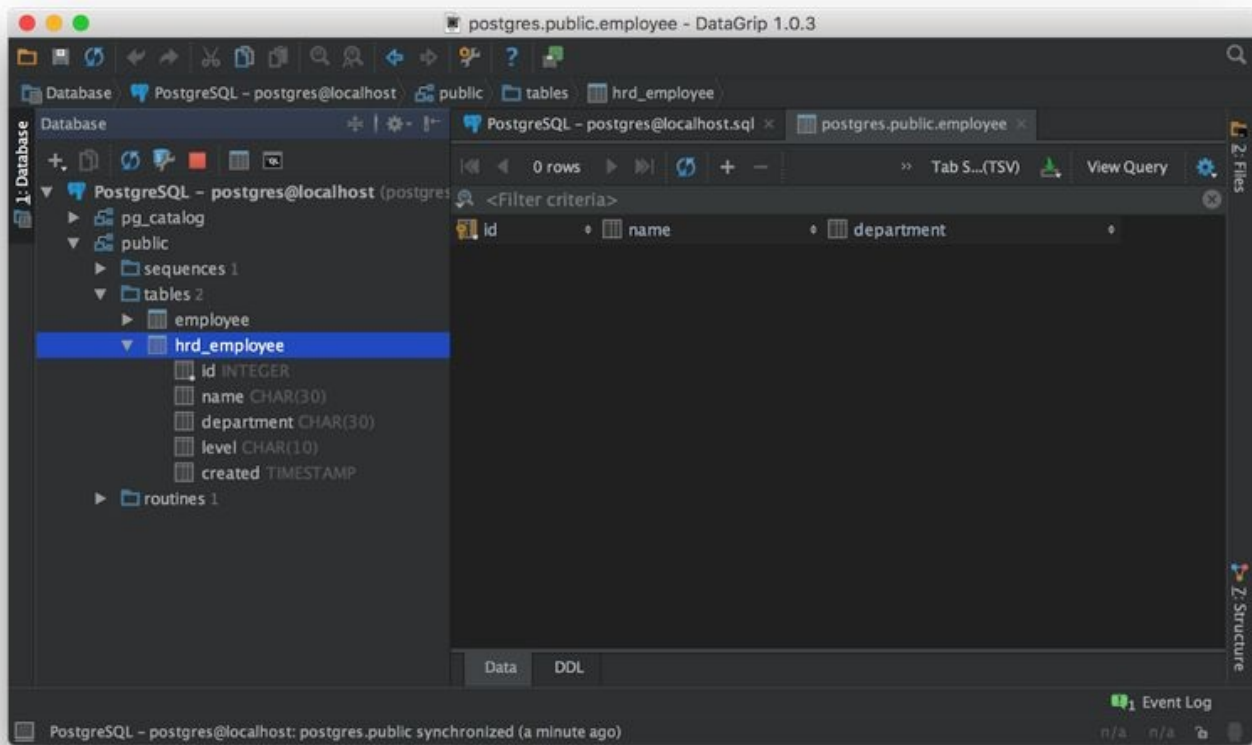 postgres.public.employee - DataGrip 1.0.3
Database PostgreSQL – postgres@localhost public tables hrd_employee
1: Database
Database
PostgreSQL – postgres@localhost.sql postgres.public.employee
0 rows Tab S...(TSV) View Query
<Filter criteria>
id name department
PostgreSQL – postgres@localhost (postgres
pg_catalog
public
sequences 1
tables 2
employee
hrd_employee
id INTEGER
name CHAR(30)
department CHAR(30)
level CHAR(10)
created TIMESTAMP
routines 1
2: Files
Z: Structure
Data DDL
1 Event Log
PostgreSQL – postgres@localhost: postgres.public synchronized (a minute ago) n/a n/a